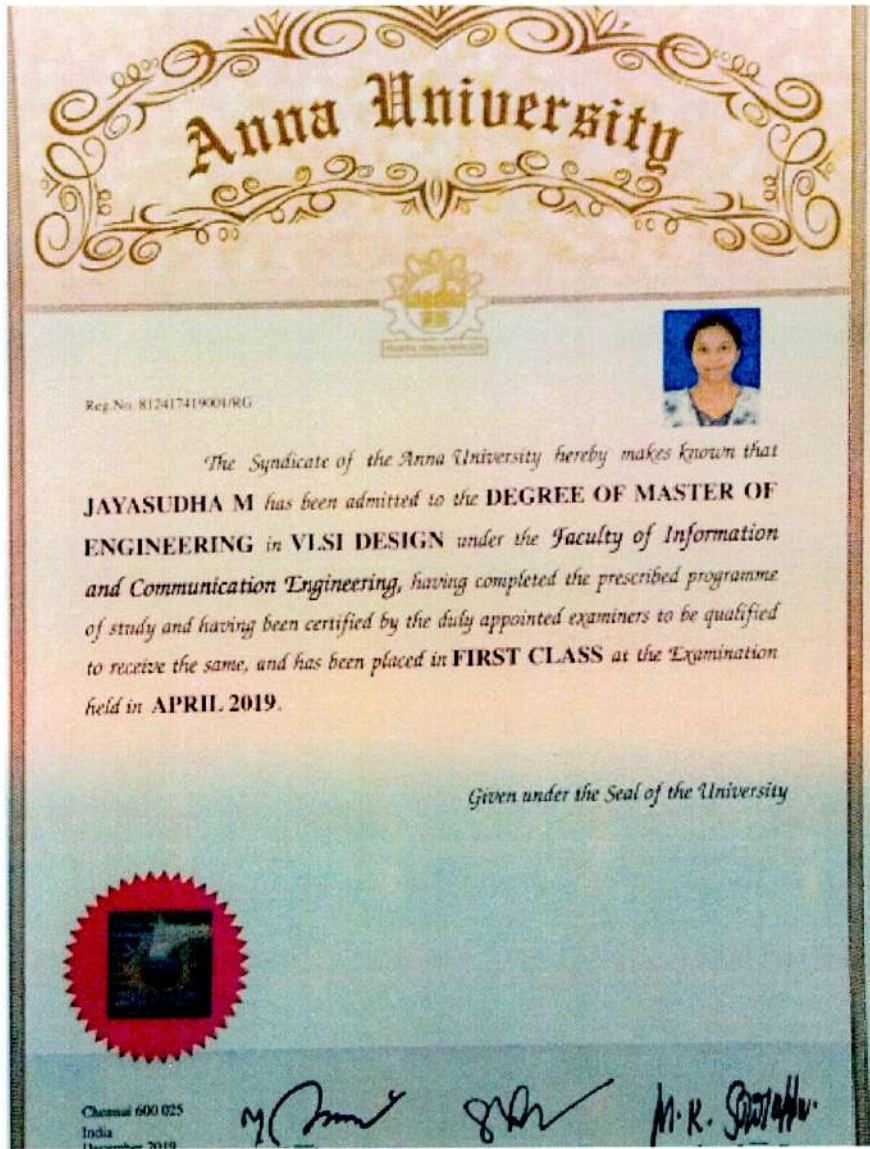 Anna University
Reg.No. 812417419001/RG
The Syndicate of the Anna University hereby makes known that
JAYASUDHA M has been admitted to the DEGREE OF MASTER OF
ENGINEERING in VLSI DESIGN under the Faculty of Information
and Communication Engineering, having completed the prescribed programme
of study and having been certified by the duly appointed examiners to be qualified
to receive the same, and has been placed in FIRST CLASS at the Examination
held in APRIL 2019.
Given under the Seal of the University
Chennai 600 025
India
December 2019
M.K.